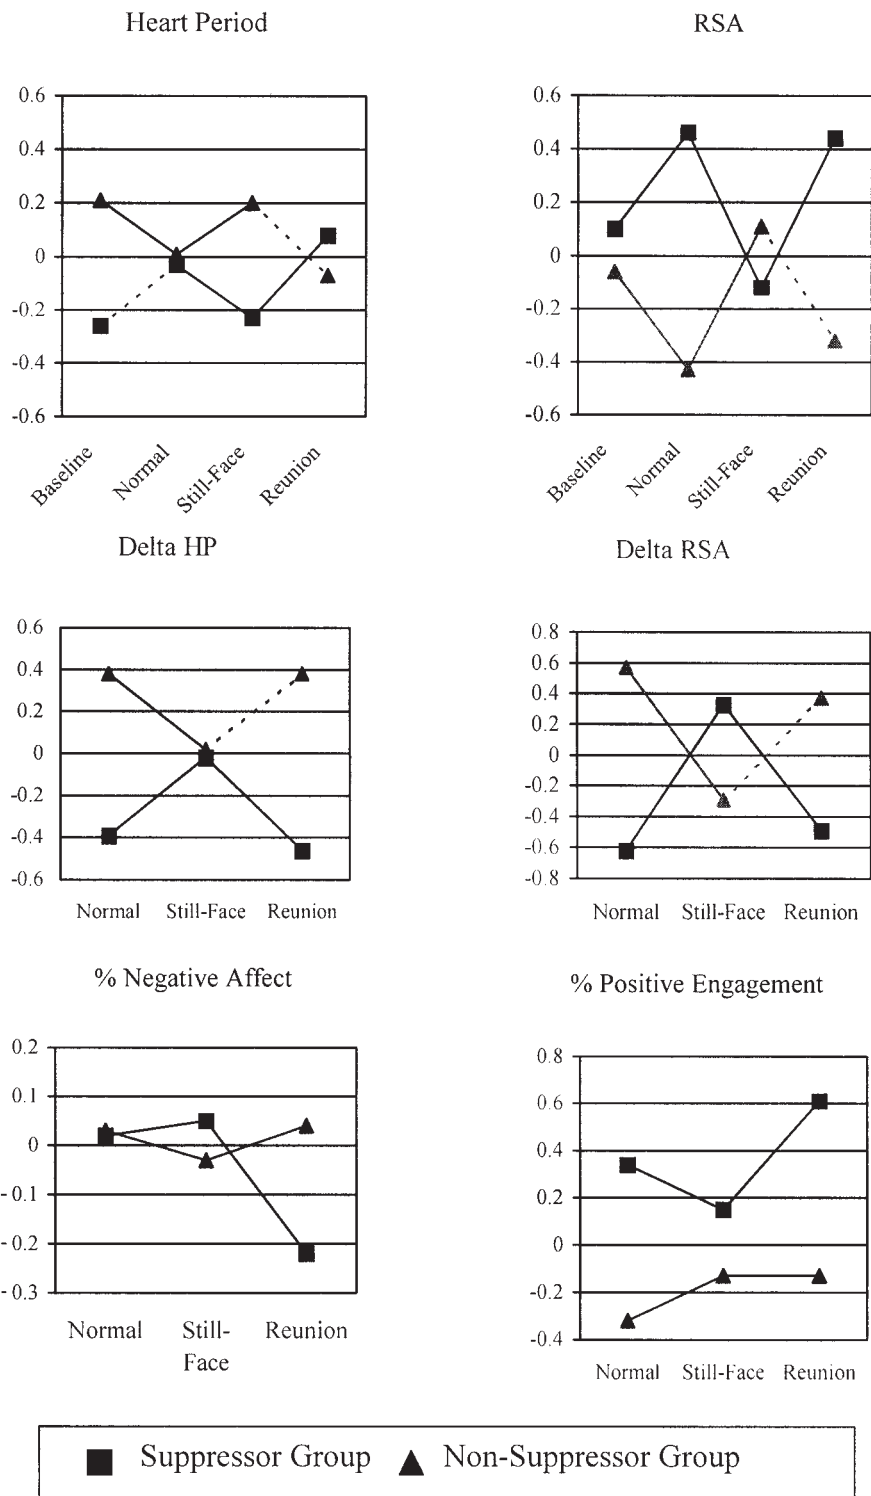 Heart Period
0.6
0.4
0.2
0
-0.2
-0.4
-0.6
Baseline
Normal
Still-Face
Reunion
RSA
0.6
0.4
0.2
0
-0.2
-0.4
-0.6
Baseline
Normal
Still-Face
Reunion
Delta HP
0.6
0.4
0.2
0
-0.2
-0.4
-0.6
Normal Still-Face Reunion
Delta RSA
0.8
0.6
0.4
0.2
0
-0.2
-0.4
-0.6
-0.8
Normal Still-Face Reunion
% Negative Affect
0.2
0.1
0
-0.1
-0.2
-0.3
Normal Still- Reunion
Face
% Positive Engagement
0.8
0.6
0.4
0.2
0
-0.2
-0.4
Normal Still-Face Reunion
Suppressor Group Non-Suppressor Group